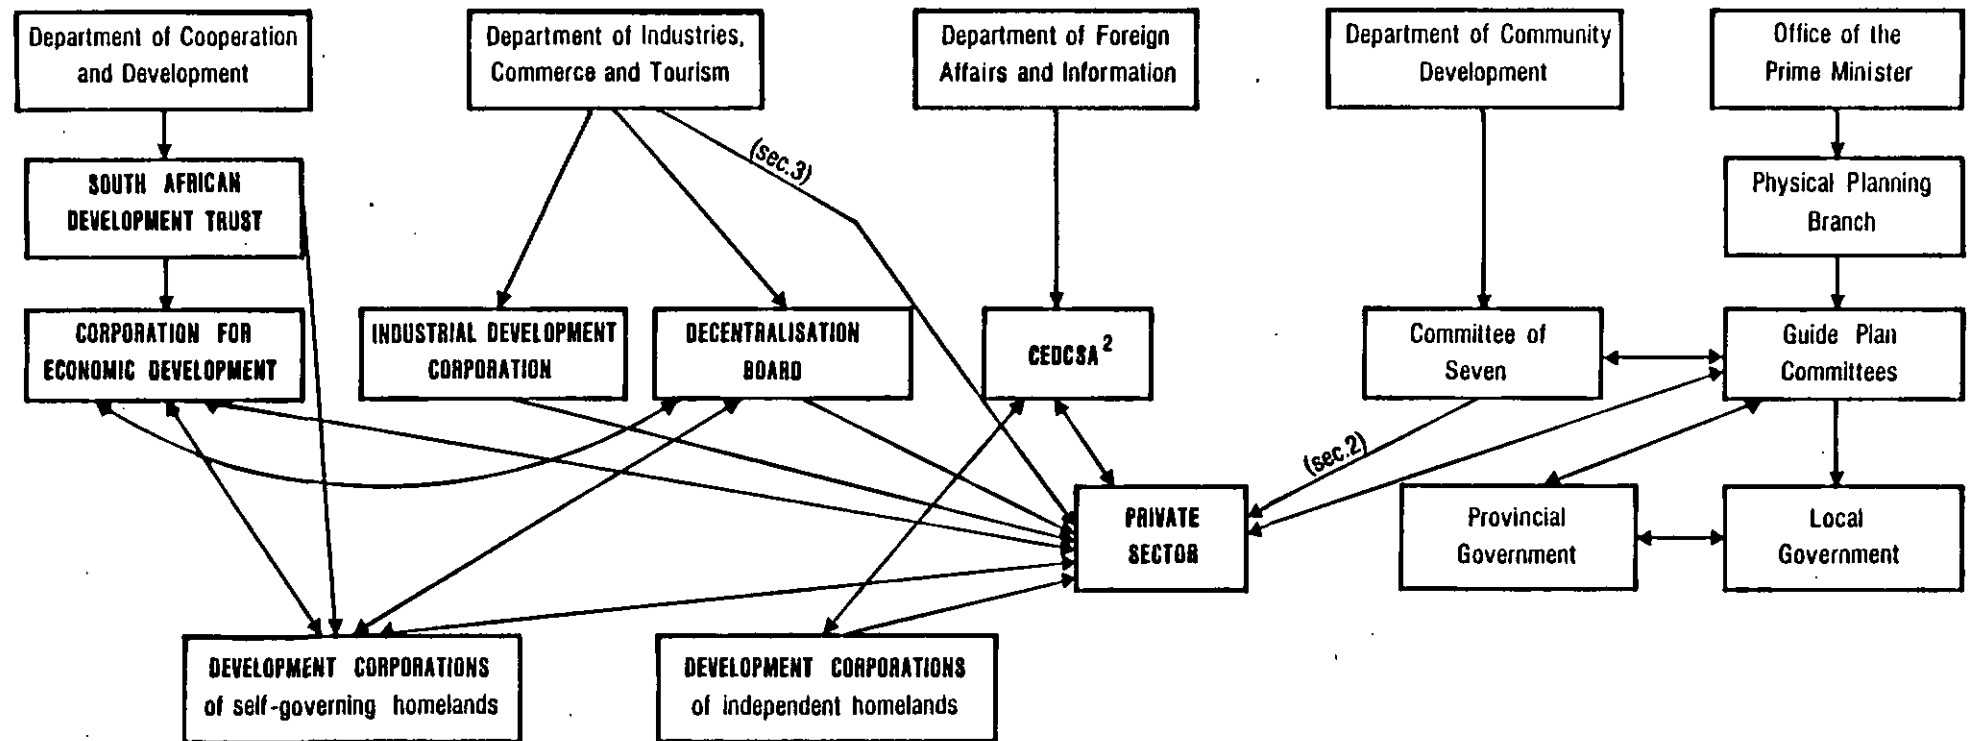 Department of Cooperation
and Development
Department of Industries,
Commerce and Tourism
Department of Foreign
Affairs and Information
Department of Community
Development
Office of the
Prime Minister
(sec.3)
SOUTH AFRICAN
DEVELOPMENT TRUST
Physical Planning
Branch
CORPORATION FOR
ECONOMIC DEVELOPMENT
INDUSTRIAL DEVELOPMENT
CORPORATION
DECENTRALISATION
BOARD
CEDCSA²
Committee of
Seven
Guide Plan
Committees
(sec.2)
PRIVATE
SECTOR
Provincial
Government
Local
Government
DEVELOPMENT CORPORATIONS
of self-governing homelands
DEVELOPMENT CORPORATIONS
of independent homelands